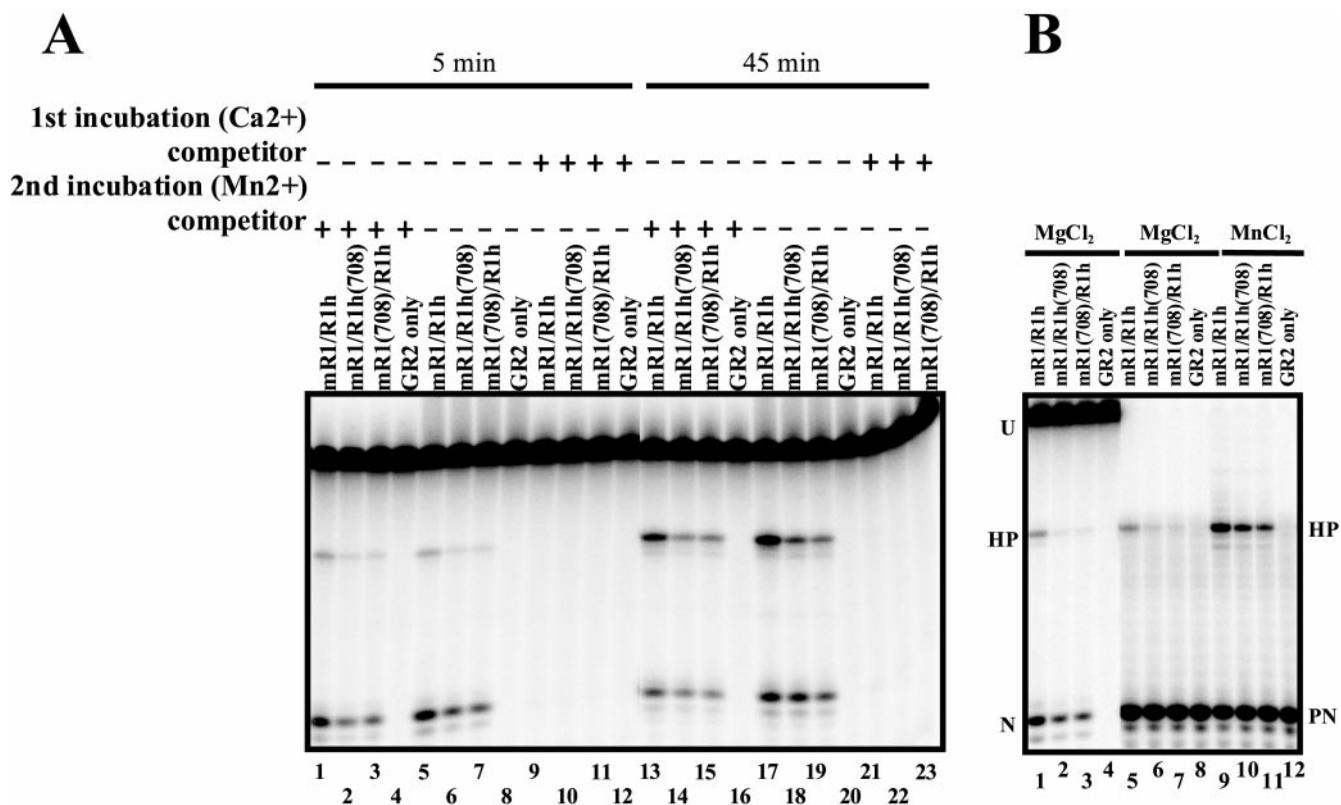 A
B
5 min
45 min
1st incubation (Ca2+)
competitor
– – – – – – – – + + + + – – – – – – – – + + +
2nd incubation (Mn2+)
competitor
+ + + + – – – – – – – – + + + + – – – – – – –
mR1/R1h
mR1/R1h(708)
mR1(708)/R1h
GR2 only
mR1/R1h
mR1/R1h(708)
mR1(708)/R1h
GR2 only
mR1/R1h
mR1/R1h(708)
mR1(708)/R1h
GR2 only
mR1/R1h
mR1/R1h(708)
mR1(708)/R1h
GR2 only
mR1/R1h
mR1/R1h(708)
mR1(708)/R1h
GR2 only
mR1/R1h
mR1/R1h(708)
mR1(708)/R1h
1 2 3 4 5 6 7 8 9 10 11 12 13 14 15 16 17 18 19 20 21 22 23
MgCl₂ MgCl₂ MnCl₂
mR1/R1h
mR1/R1h(708)
mR1(708)/R1h
GR2 only
mR1/R1h
mR1/R1h(708)
mR1(708)/R1h
GR2 only
mR1/R1h
mR1/R1h(708)
mR1(708)/R1h
GR2 only
U
HP
HP
N
PN
1 2 3 4 5 6 7 8 9 10 11 12